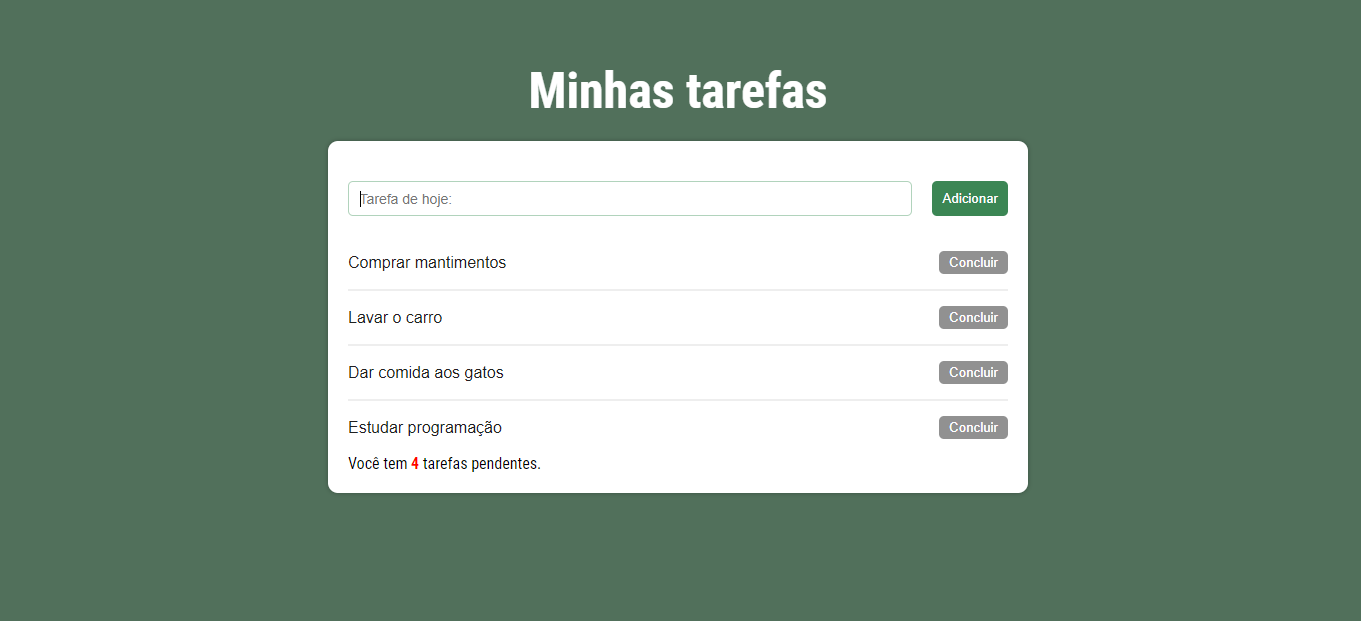 Minhas tarefas
Tarefa de hoje: Adicionar
Comprar mantimentos Concluir
Lavar o carro Concluir
Dar comida aos gatos Concluir
Estudar programação Concluir
Você tem 4 tarefas pendentes.